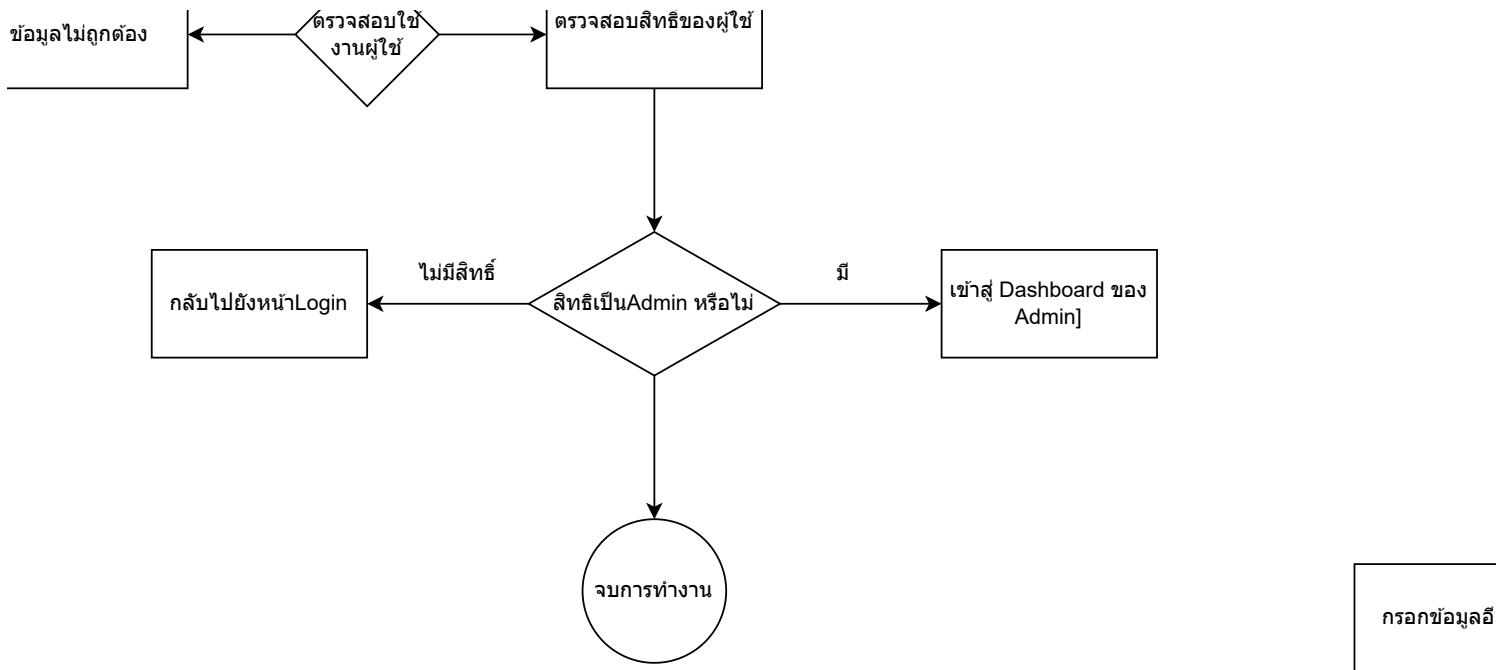 ข้อมูลไม่ถูกต้อง
ตรวจสอบใช้
งานผู้ใช้
ตรวจสอบสิทธิ์ของผู้ใช้
ไม่มีสิทธิ์
มี
กลับไปยังหน้าLogin
สิทธิเป็นAdmin หรือไม่
เข้าสู่ Dashboard ของ
Admin]
จบการทำงาน
กรอกข้อมูลอี